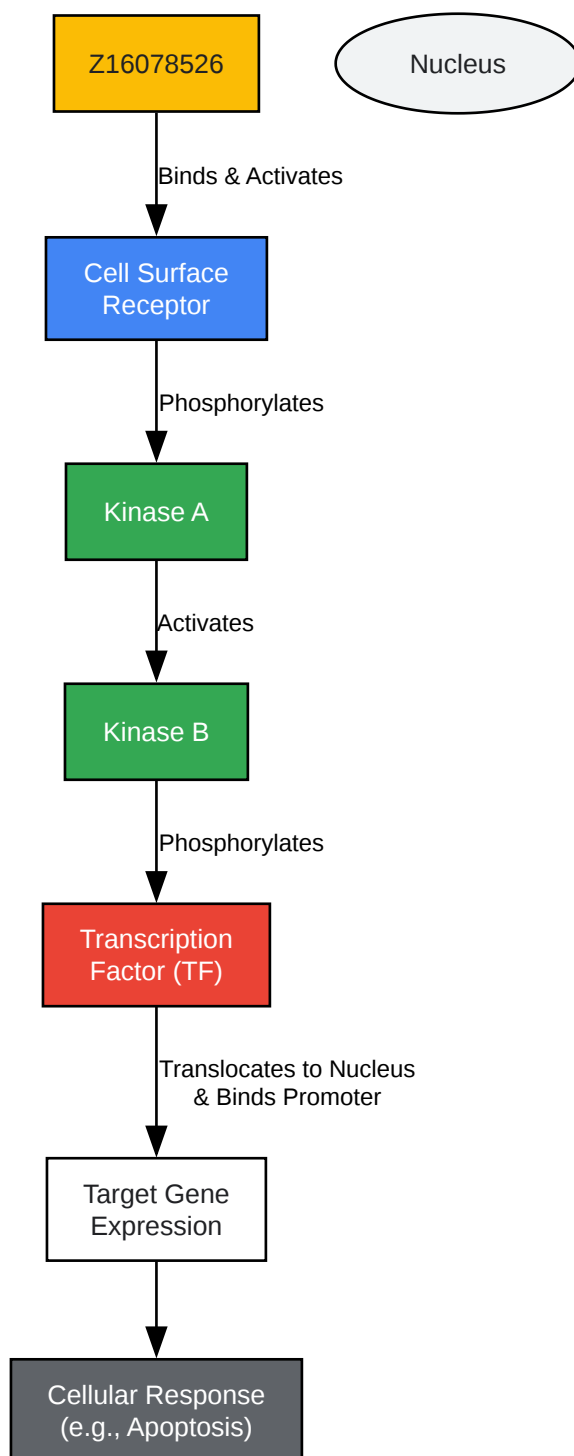 Z16078526
Nucleus
Binds & Activates
Cell Surface
Receptor
Phosphorylates
Kinase A
Activates
Kinase B
Phosphorylates
Transcription
Factor (TF)
Translocates to Nucleus
& Binds Promoter
Target Gene
Expression
Cellular Response
(e.g., Apoptosis)